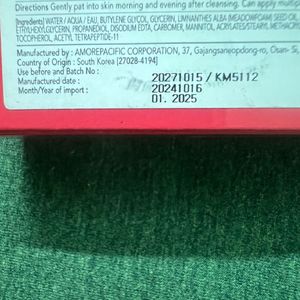 Directions Gently pat into skin morning and evening after cleansing. Can apply multi
Ingredients] WATER / AQUA / EAU, BUTYLENE GLYCOL, GLYCERIN, LIMNANTHES ALBA (MEADOWFOAM) SEED OIL,
ETHYLHEXYLGLYCERIN, PROPANEDIOL, DISODIUM EDTA, CARBOMER, MANNITOL, ACRYLATES/STEARYL METHAC
TOCOPHEROL, ACETYL TETRAPEPTIDE-11
Manufactured by : AMOREPACIFIC CORPORATION, 37, Gajangsaneopdong-ro, Osan- Si,
Country of Origin : South Korea [27028-4194]
Use before and Batch No : 20271015 / KM5112
Manufactured date : 20241016
Month/Year of import : 01. 2025